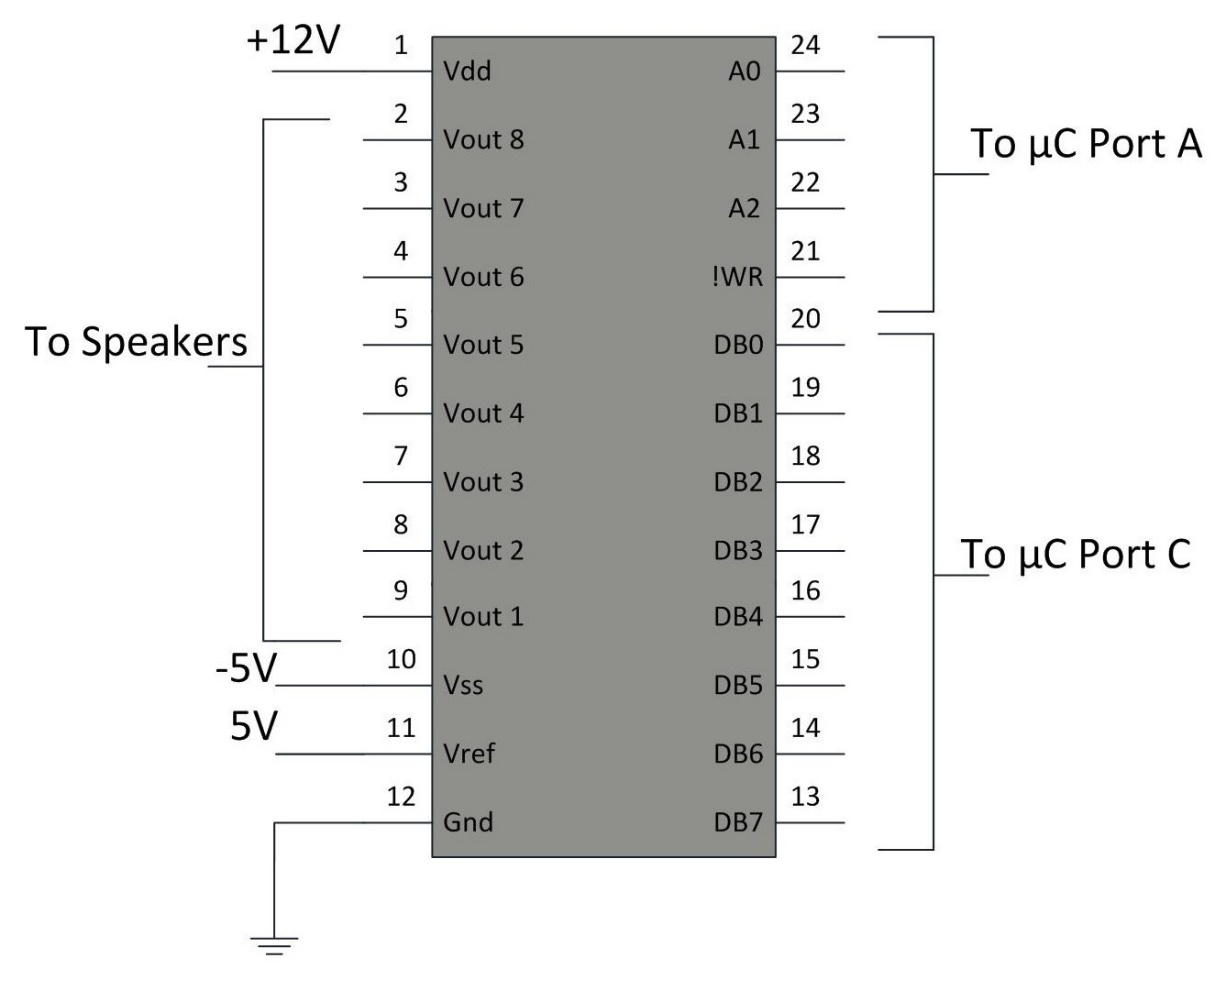 +12V 1 Vdd A0 24
2 Vout 8 A1 23
3 Vout 7 A2 22
4 Vout 6 !WR 21
5 Vout 5 DB0 20
6 Vout 4 DB1 19
7 Vout 3 DB2 18
8 Vout 2 DB3 17
9 Vout 1 DB4 16
-5V 10 Vss DB5 15
5V 11 Vref DB6 14
12 Gnd DB7 13
To Speakers
To µC Port A
To µC Port C